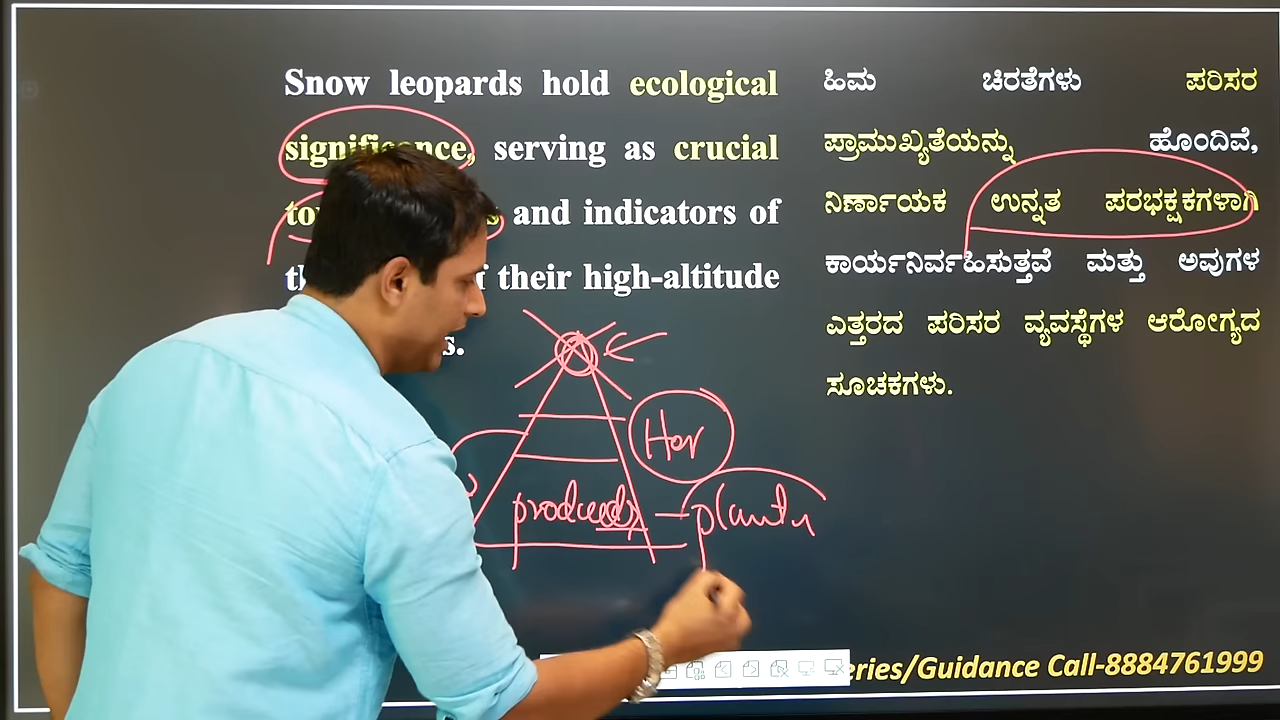 Snow leopards hold ecological
significance, serving as crucial
and indicators of
their high-altitude
ಹಿಮ ಚಿರತೆಗಳು ಪರಿಸರ
ಪ್ರಾಮುಖ್ಯತೆಯನ್ನು ಹೊಂದಿವೆ,
ನಿರ್ಣಾಯಕ ಉನ್ನತ ಪರಭಕ್ಷಕಗಳಾಗಿ
ಕಾರ್ಯನಿರ್ವಹಿಸುತ್ತವೆ ಮತ್ತು ಅವುಗಳ
ಎತ್ತರದ ಪರಿಸರ ವ್ಯವಸ್ಥೆಗಳ ಆರೋಗ್ಯದ
ಸೂಚಕಗಳು.
Her
plants
eries/Guidance Call-8884761999